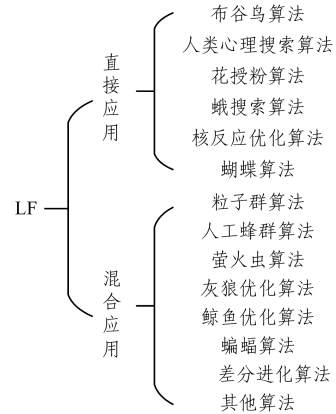 LF
直接应用
布谷鸟算法
人类心理搜索算法
花授粉算法
蛾搜索算法
核反应优化算法
蝴蝶算法
混合应用
粒子群算法
人工蜂群算法
萤火虫算法
灰狼优化算法
鲸鱼优化算法
蝙蝠算法
差分进化算法
其他算法